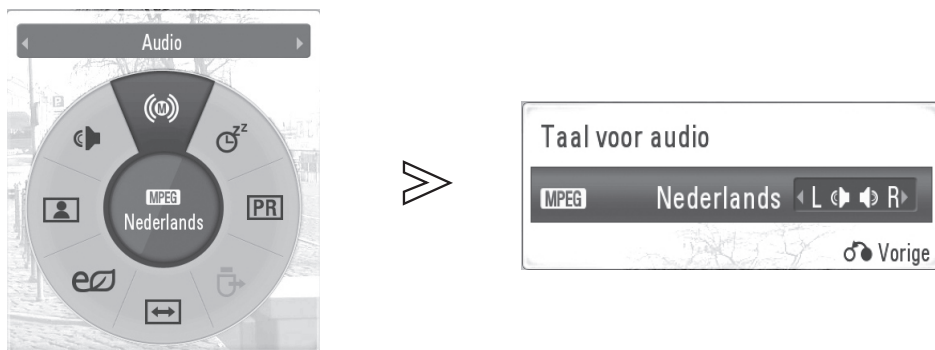 Audio
MPEG
Nederlands
PR
Taal voor audio
MPEG Nederlands L R
Vorige